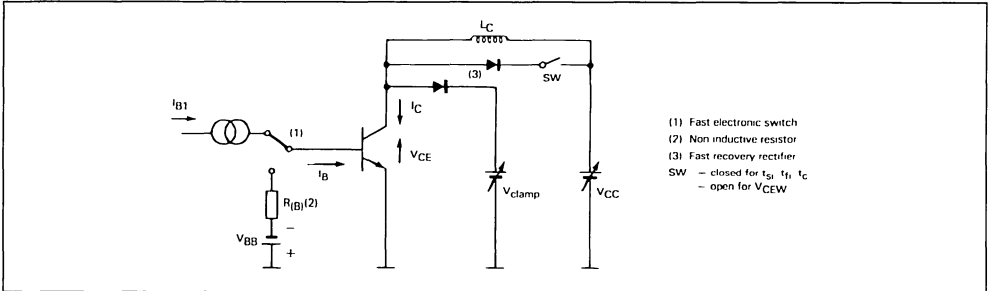 LC
(3)
SW
IB1
(1)
IC
VCE
IB
Vclamp
VCC
R(B)(2)
–
VBB
+
(1) Fast electronic switch
(2) Non inductive resistor
(3) Fast recovery rectifier
SW – closed for tsi tfi tc
– open for VCEW